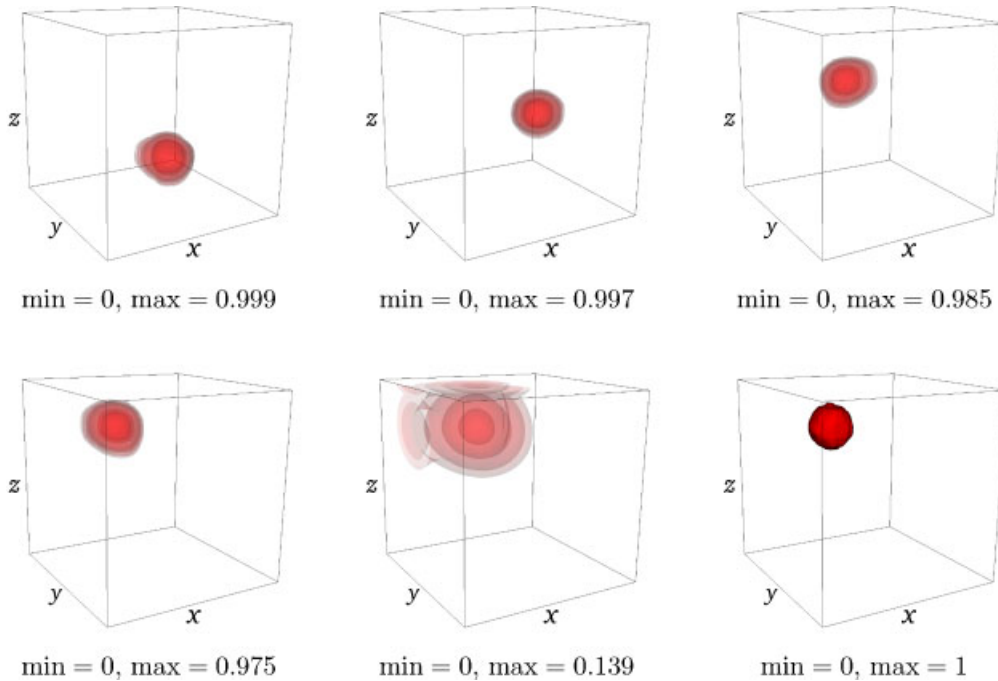 z z z
y x y x y x
min = 0, max = 0.999 min = 0, max = 0.997 min = 0, max = 0.985
z z z
y x y x y x
min = 0, max = 0.975 min = 0, max = 0.139 min = 0, max = 1